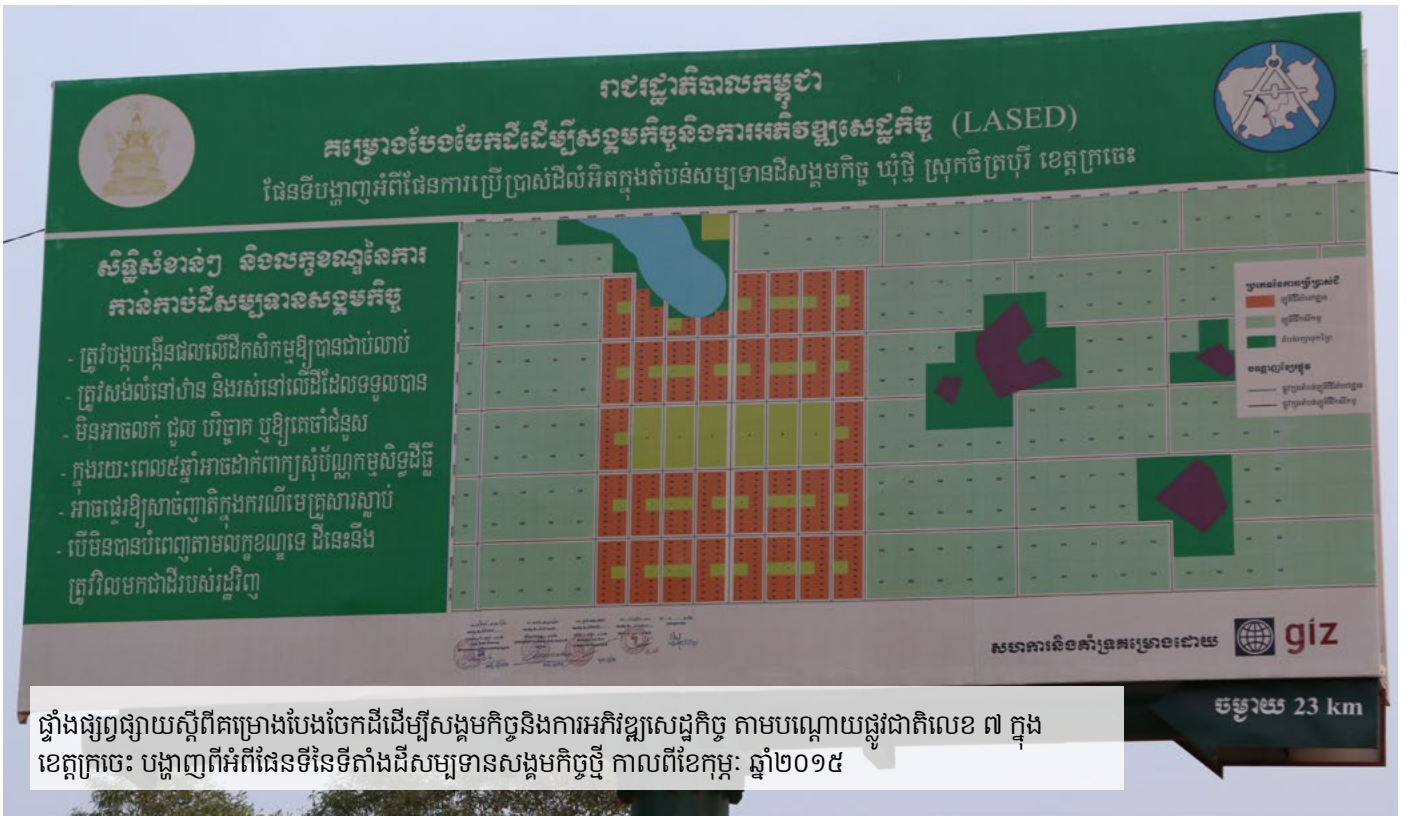 រាជរដ្ឋាភិបាលកម្ពុជា
គម្រោងបែងចែកដីដើម្បីសង្គមកិច្ចនិងការអភិវឌ្ឍសេដ្ឋកិច្ច (LASED)
ផែនទីបង្ហាញអំពីផែនការប្រើប្រាស់ដីលំអិតក្នុងតំបន់សម្បទានដីសង្គមកិច្ច ឃុំថ្មី ស្រុកចិត្របុរី ខេត្តក្រចេះ
សិទ្ធិសំខាន់ៗ និងលក្ខខណ្ឌនៃការ
កាន់កាប់ដីសម្បទានសង្គមកិច្ច
- ត្រូវបង្កបង្កើនផលលើដីកសិកម្មឱ្យបានជាប់លាប់
- ត្រូវសង់លំនៅឋាន និងរស់នៅលើដីដែលទទួលបាន
- មិនអាចលក់ ជួល បរិច្ចាគ ឬឱ្យគេចាំជំនួស
- ក្នុងរយៈពេល៥ឆ្នាំអាចដាក់ពាក្យសុំប័ណ្ណកម្មសិទ្ធដីធ្លី
- អាចផ្ទេរឱ្យសាច់ញាតិក្នុងករណីមេគ្រួសារស្លាប់
- បើមិនបានបំពេញតាមលក្ខខណ្ឌទេ ដីនេះនឹង
ត្រូវវិលមកជាដីរបស់រដ្ឋវិញ
ប្រភេទនៃការប្រើប្រាស់ដី
សហការនិងគាំទ្រគម្រោងដោយ
giz
ចម្ងាយ 23 km
ផ្ទាំងផ្សព្វផ្សាយស្តីពីគម្រោងបែងចែកដីដើម្បីសង្គមកិច្ចនិងការអភិវឌ្ឍសេដ្ឋកិច្ច តាមបណ្តោយផ្លូវជាតិលេខ ៧ ក្នុង
ខេត្តក្រចេះ បង្ហាញពីអំពីផែនទីនៃទីតាំងដីសម្បទានសង្គមកិច្ចថ្មី កាលពីខែកុម្ភៈ ឆ្នាំ២០១៥